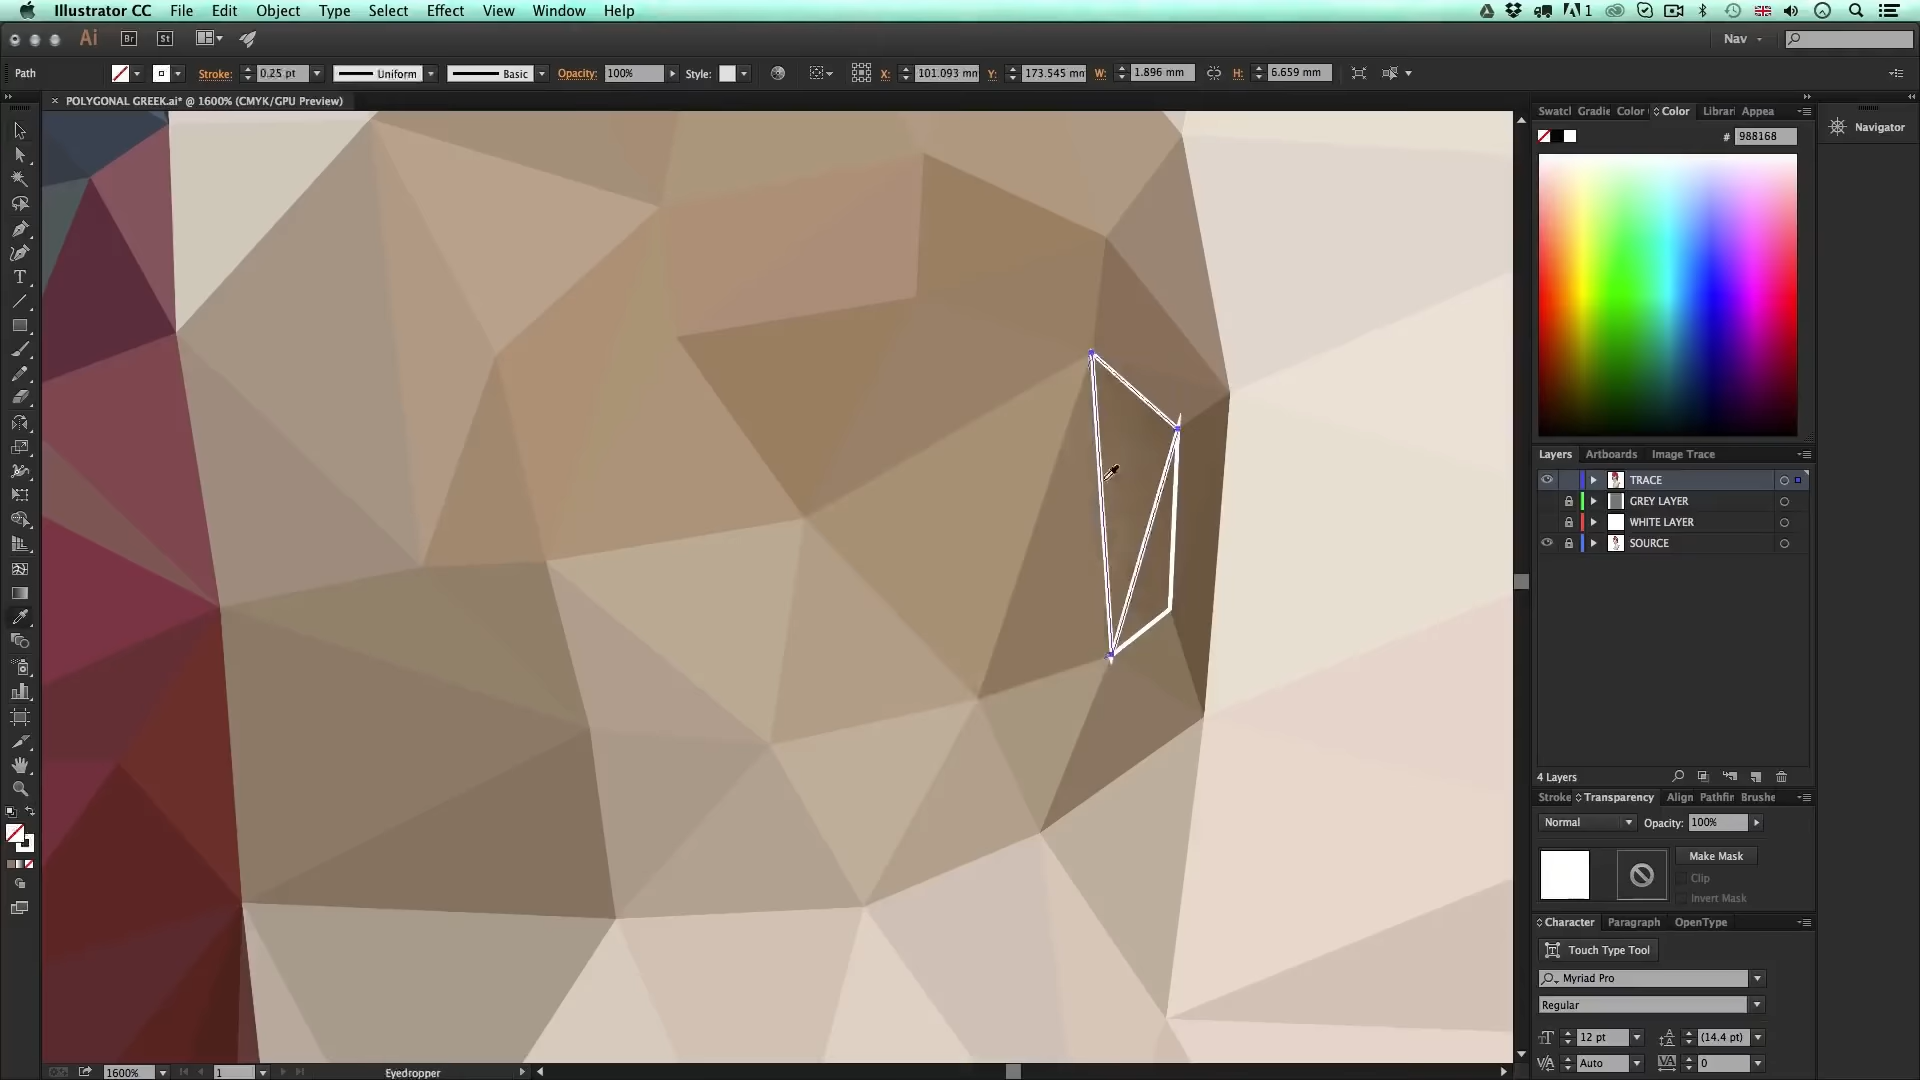 Illustrator CC File Edit Object Type Select Effect View Window Help 1
Ai Br St Nav
Path Stroke: 0.25 pt Uniform Basic Opacity: 100% Style: X: 101.093 mm Y: 173.545 mm W: 1.896 mm H: 6.659 mm
× POLYGONAL GREEK.ai* @ 1600% (CMYK/GPU Preview)
Swatcl Gradie Color Color Librari Appea
Navigator
# 988168
Layers Artboards Image Trace
TRACE
GREY LAYER
WHITE LAYER
SOURCE
4 Layers
Stroke Transparency Align Pathfin Brushe
Normal Opacity: 100%
Make Mask
Clip
Invert Mask
Character Paragraph OpenType
Touch Type Tool
Myriad Pro
Regular
12 pt (14.4 pt)
Auto 0
1600% 1 Eyedropper